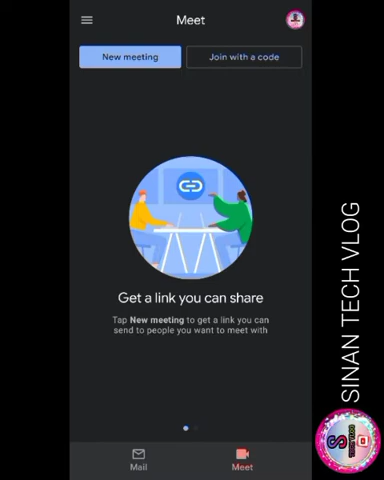 Meet
New meeting
Join with a code
Get a link you can share
Tap New meeting to get a link you can
send to people you want to meet with
Mail
Meet
SINAN TECH VLOG